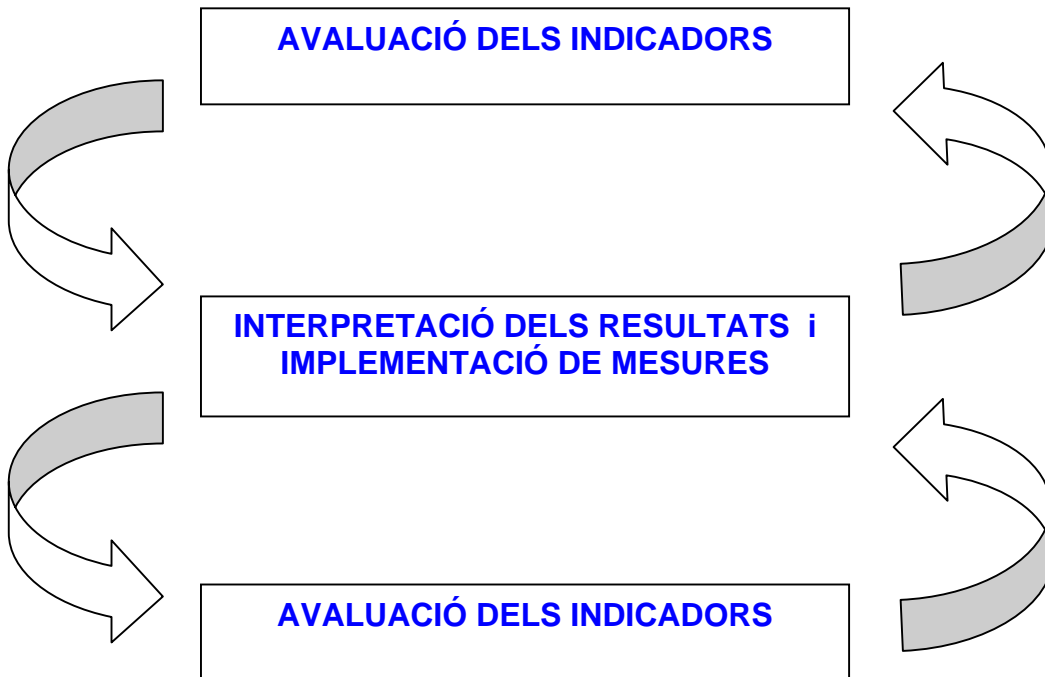 AVALUACIÓ DELS INDICADORS
INTERPRETACIÓ DELS RESULTATS i
IMPLEMENTACIÓ DE MESURES
AVALUACIÓ DELS INDICADORS